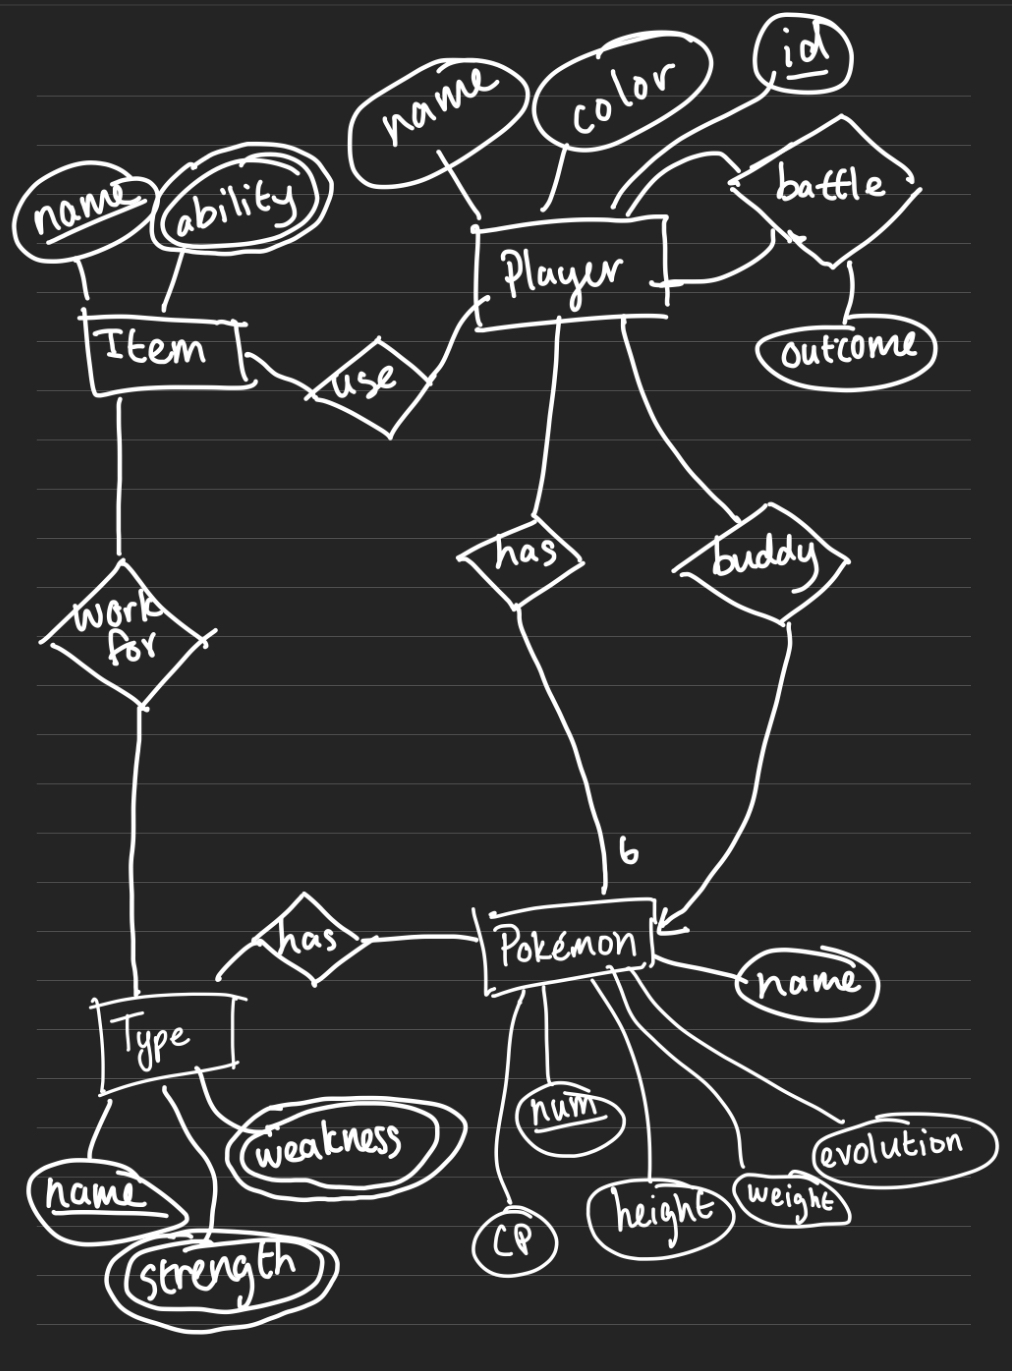 id
name
color
battle
name
ability
Player
Item
use
outcome
has
buddy
work
for
6
has
Pokémon
name
Type
num
weakness
evolution
name
height
weight
CP
strength